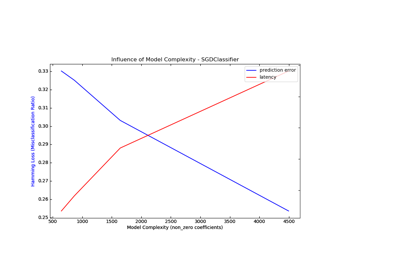 Influence of Model Complexity - SGDClassifier
prediction error
latency
0.33
0.32
0.31
0.30
0.29
0.28
0.27
0.26
0.25
Hamming Loss (Misclassification Ratio)
500 1000 1500 2000 2500 3000 3500 4000 4500
Model Complexity (non_zero coefficients)